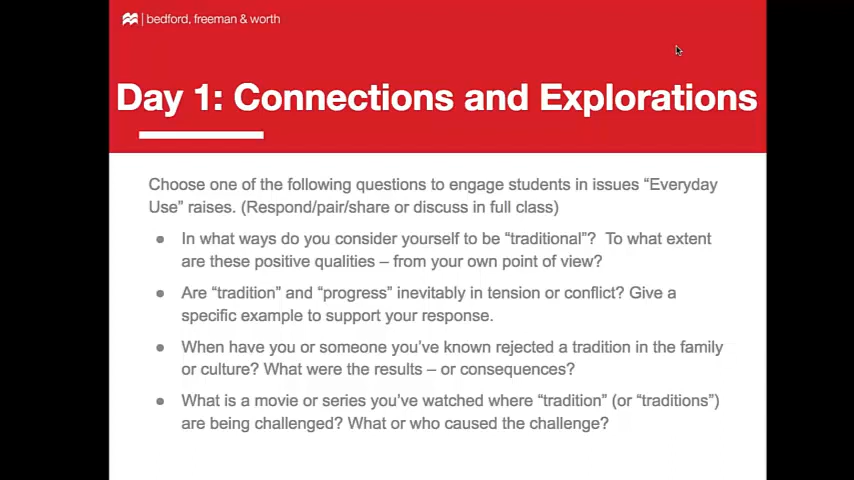 bedford, freeman & worth
Day 1: Connections and Explorations
Choose one of the following questions to engage students in issues “Everyday
Use” raises. (Respond/pair/share or discuss in full class)
● In what ways do you consider yourself to be “traditional”? To what extent
are these positive qualities – from your own point of view?
● Are “tradition” and “progress” inevitably in tension or conflict? Give a
specific example to support your response.
● When have you or someone you’ve known rejected a tradition in the family
or culture? What were the results – or consequences?
● What is a movie or series you’ve watched where “tradition” (or “traditions”)
are being challenged? What or who caused the challenge?